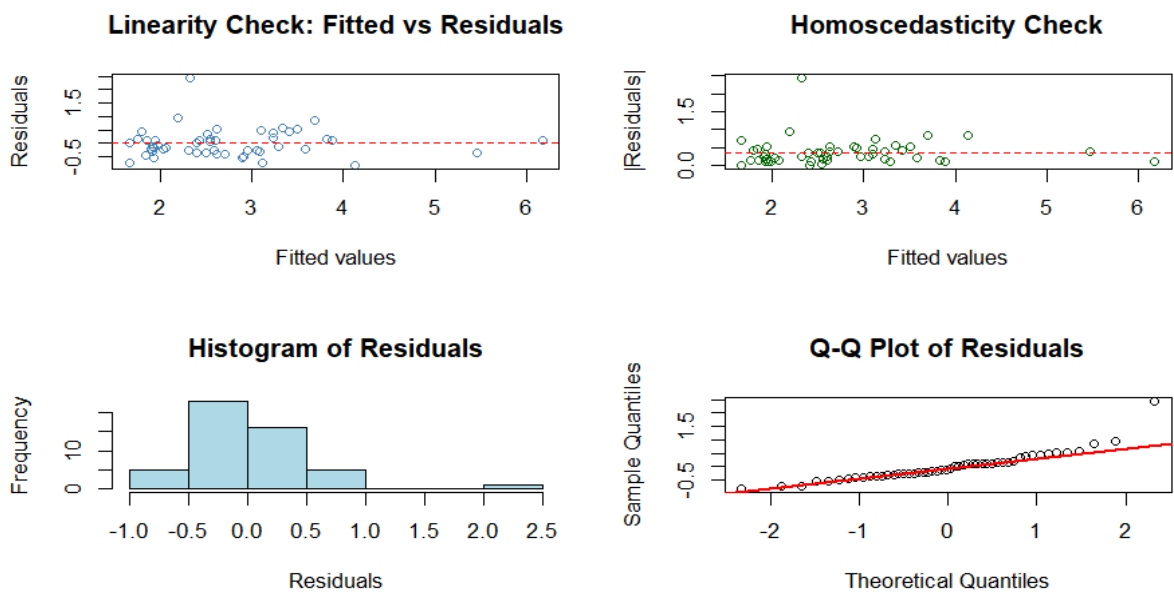 Linearity Check: Fitted vs Residuals
Residuals
1.5
-0.5
2 3 4 5 6
Fitted values
Homoscedasticity Check
|Residuals|
1.5
0.0
2 3 4 5 6
Fitted values
Histogram of Residuals
Frequency
10
0
-1.0 -0.5 0.0 0.5 1.0 1.5 2.0 2.5
Residuals
Q-Q Plot of Residuals
Sample Quantiles
1.5
-0.5
-2 -1 0 1 2
Theoretical Quantiles